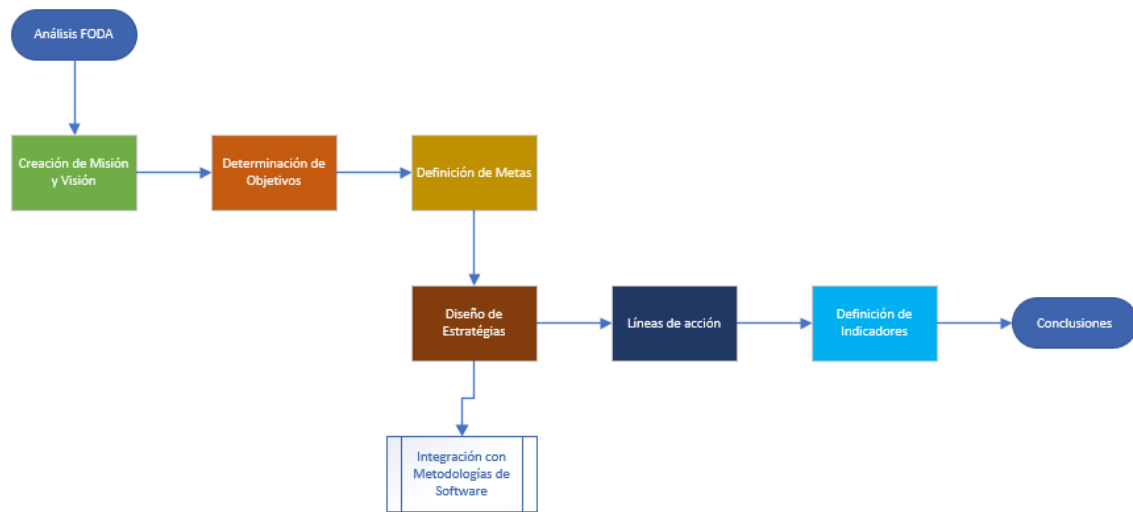 Análisis FODA
Creación de Misión
y Visión
Determinación de
Objetivos
Definición de Metas
Diseño de
Estratégias
Líneas de acción
Definición de
Indicadores
Conclusiones
Integración con
Metodologías de
Software